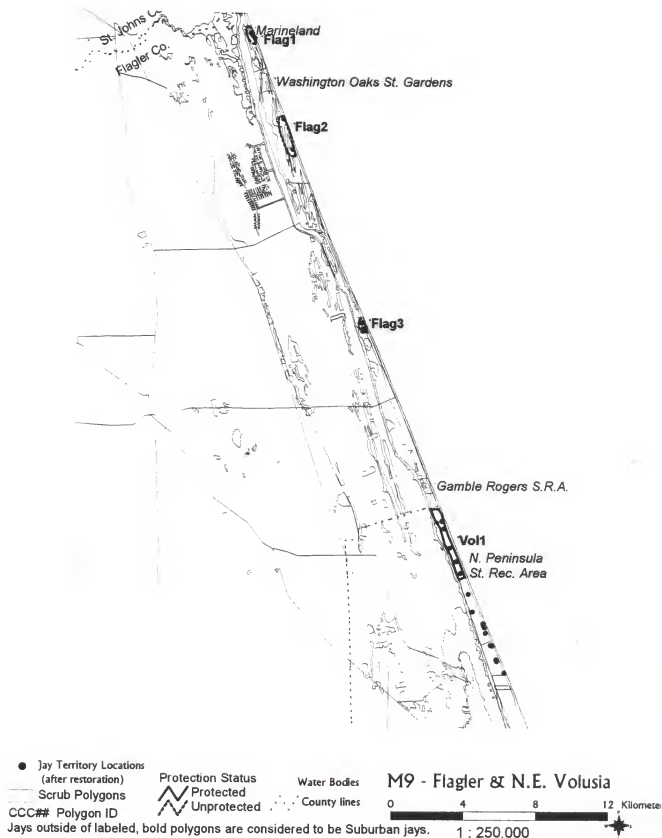 Marineland
St. Johns Co.
Flag1
Flagler Co.
Washington Oaks St. Gardens
Flag2
Flag3
Gamble Rogers S.R.A.
Vol1
N. Peninsula
St. Rec. Area
Jay Territory Locations
(after restoration)
Scrub Polygons
CCC## Polygon ID
Protection Status
Protected
Unprotected
Water Bodies
County lines
M9 - Flagler & N.E. Volusia
0 4 8 12 Kilomete
Jays outside of labeled, bold polygons are considered to be Suburban jays.
1 : 250.000